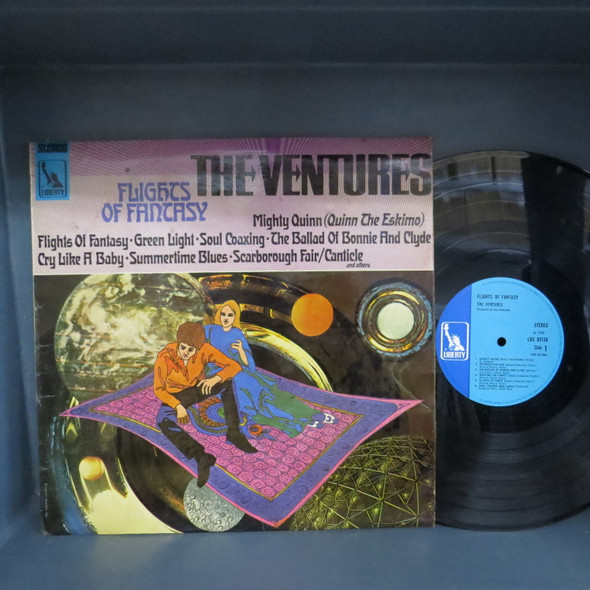 STEREO
LIBERTY
THE VENTURES
FLIGHTS
OF FANTASY
Mighty Quinn (Quinn The Eskimo)
Flights Of Fantasy · Green Light · Soul Coaxing · The Ballad Of Bonnie And Clyde
Cry Like A Baby · Summertime Blues · Scarborough Fair/Canticle
and others
FLIGHTS OF FANTASY
THE VENTURES
STEREO
Side 1
LIBERTY